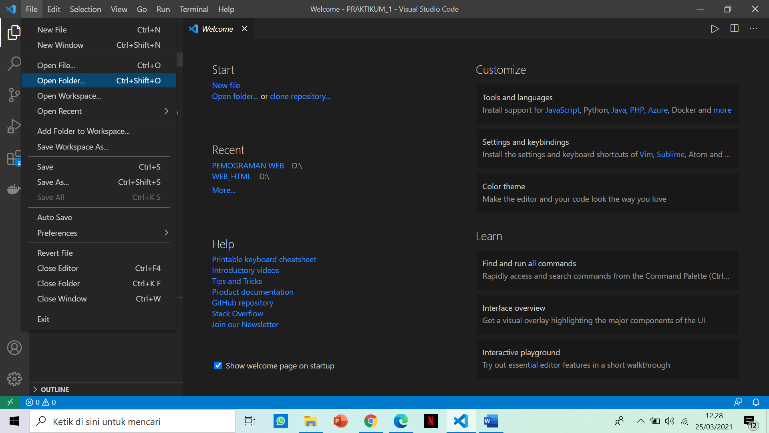 File Edit Selection View Go Run Terminal Help
Welcome - PRAKTIKUM_1 - Visual Studio Code
Welcome
New File Ctrl+N
New Window Ctrl+Shift+N
Open File... Ctrl+O
Open Folder... Ctrl+Shift+O
Open Workspace...
Open Recent
Add Folder to Workspace...
Save Workspace As...
Save Ctrl+S
Save As... Ctrl+Shift+S
Save All Ctrl+K S
Auto Save
Preferences
Revert File
Close Editor Ctrl+F4
Close Folder Ctrl+K F
Close Window Ctrl+W
Exit
OUTLINE
Start
New file
Open folder... or clone repository...
Recent
PEMOGRAMAN WEB D:\
WEB_HTML D:\
More...
Help
Printable keyboard cheatsheet
Introductory videos
Tips and Tricks
Product documentation
GitHub repository
Stack Overflow
Join our Newsletter
Show welcome page on startup
Customize
Tools and languages
Install support for JavaScript, Python, Java, PHP, Azure, Docker and more
Settings and keybindings
Install the settings and keyboard shortcuts of Vim, Sublime, Atom and ...
Color theme
Make the editor and your code look the way you love
Learn
Find and run all commands
Rapidly access and search commands from the Command Palette (Ctrl...
Interface overview
Get a visual overlay highlighting the major components of the UI
Interactive playground
Try out essential editor features in a short walkthrough
0 0
Ketik di sini untuk mencari
12.28
25/03/2021